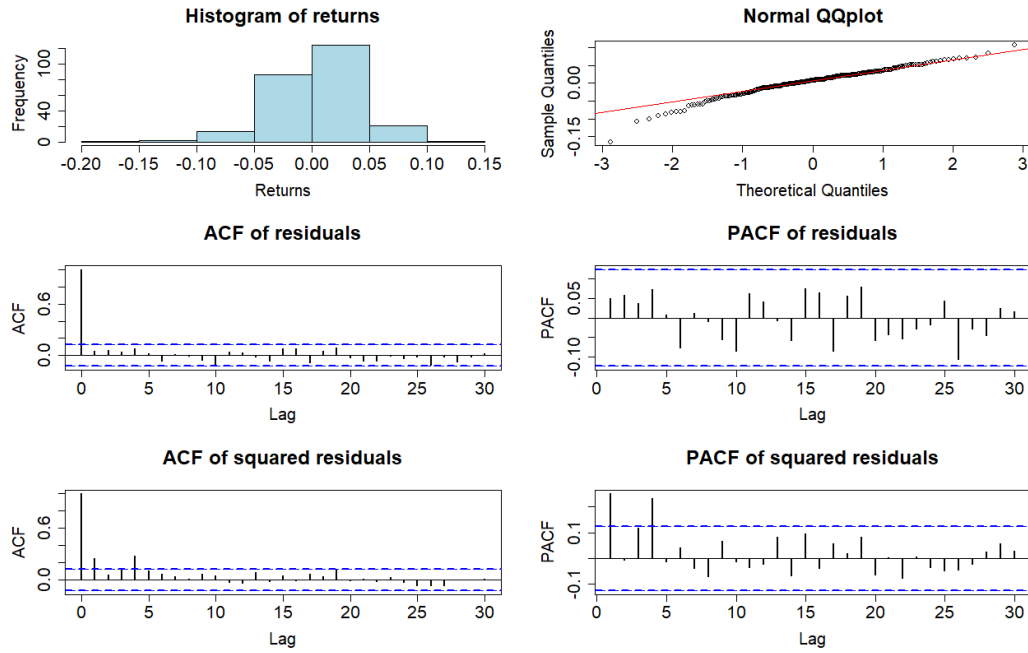 Histogram of returns
Frequency
0 40 100
-0.20 -0.15 -0.10 -0.05 0.00 0.05 0.10 0.15
Returns
Normal QQplot
Sample Quantiles
-0.15 0.00
-3 -2 -1 0 1 2 3
Theoretical Quantiles
ACF of residuals
ACF
0.0 0.6
0 5 10 15 20 25 30
Lag
PACF of residuals
PACF
-0.10 0.05
0 5 10 15 20 25 30
Lag
ACF of squared residuals
ACF
0.0 0.6
0 5 10 15 20 25 30
Lag
PACF of squared residuals
PACF
-0.1 0.1
0 5 10 15 20 25 30
Lag